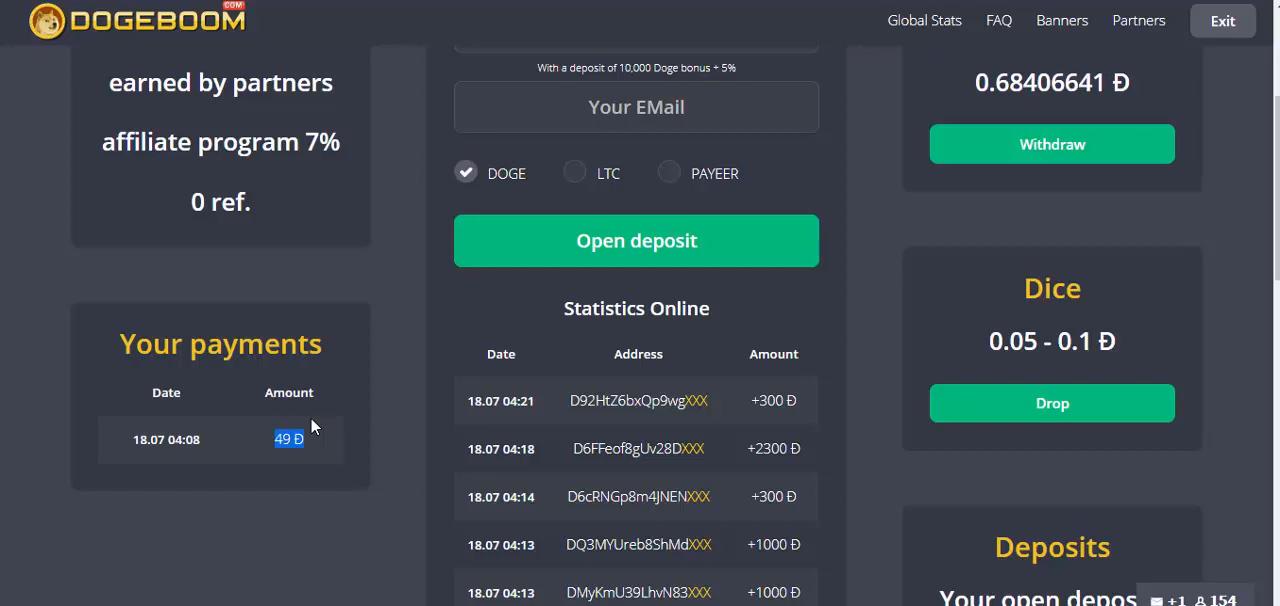 DOGEBOOM COM
Global Stats FAQ Banners Partners Exit
earned by partners
affiliate program 7%
0 ref.
Your payments
Date Amount
18.07 04:08 49 Đ
With a deposit of 10,000 Doge bonus + 5%
Your EMail
DOGE LTC PAYEER
Open deposit
Statistics Online
Date Address Amount
18.07 04:21 D92HtZ6bxQp9wgXXX +300 Đ
18.07 04:18 D6FFeof8gUv28DXXX +2300 Đ
18.07 04:14 D6cRNGp8m4JNENXXX +300 Đ
18.07 04:13 DQ3MYUreb8ShMdXXX +1000 Đ
18.07 04:13 DMyKmU39LhvN83XXX +1000 Đ
0.68406641 Đ
Withdraw
Dice
0.05 - 0.1 Đ
Drop
Deposits
Your open depos
+1 154